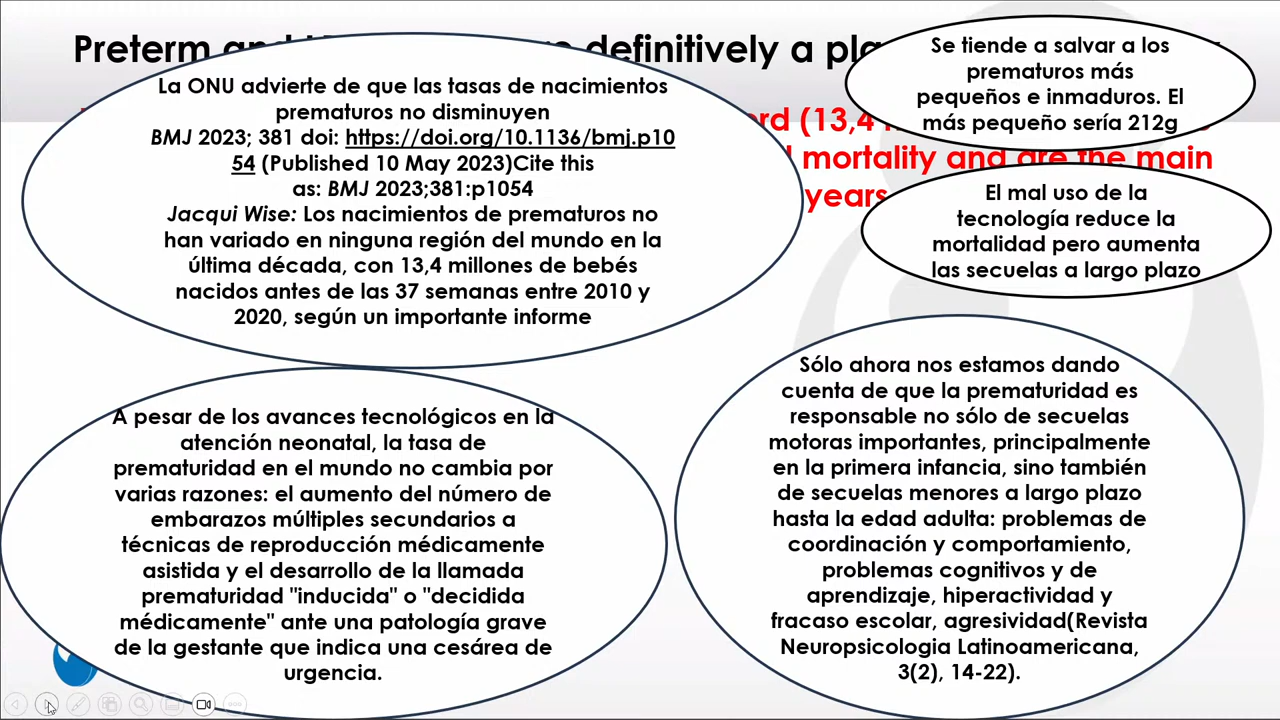 Preterm and
definitively a
La ONU advierte de que las tasas de nacimientos
prematuros no disminuyen
BMJ 2023; 381 doi: https://doi.org/10.1136/bmj.p10
54 (Published 10 May 2023)Cite this
as: BMJ 2023;381:p1054
Jacqui Wise: Los nacimientos de prematuros no
han variado en ninguna región del mundo en la
última década, con 13,4 millones de bebés
nacidos antes de las 37 semanas entre 2010 y
2020, según un importante informe
Se tiende a salvar a los
prematuros más
pequeños e inmaduros. El
más pequeño sería 212g
(13,4
mortality and are the main
years
El mal uso de la
tecnología reduce la
mortalidad pero aumenta
las secuelas a largo plazo
A pesar de los avances tecnológicos en la
atención neonatal, la tasa de
prematuridad en el mundo no cambia por
varias razones: el aumento del número de
embarazos múltiples secundarios a
técnicas de reproducción médicamente
asistida y el desarrollo de la llamada
prematuridad "inducida" o "decidida
médicamente" ante una patología grave
de la gestante que indica una cesárea de
urgencia.
Sólo ahora nos estamos dando
cuenta de que la prematuridad es
responsable no sólo de secuelas
motoras importantes, principalmente
en la primera infancia, sino también
de secuelas menores a largo plazo
hasta la edad adulta: problemas de
coordinación y comportamiento,
problemas cognitivos y de
aprendizaje, hiperactividad y
fracaso escolar, agresividad(Revista
Neuropsicologia Latinoamericana,
3(2), 14-22).